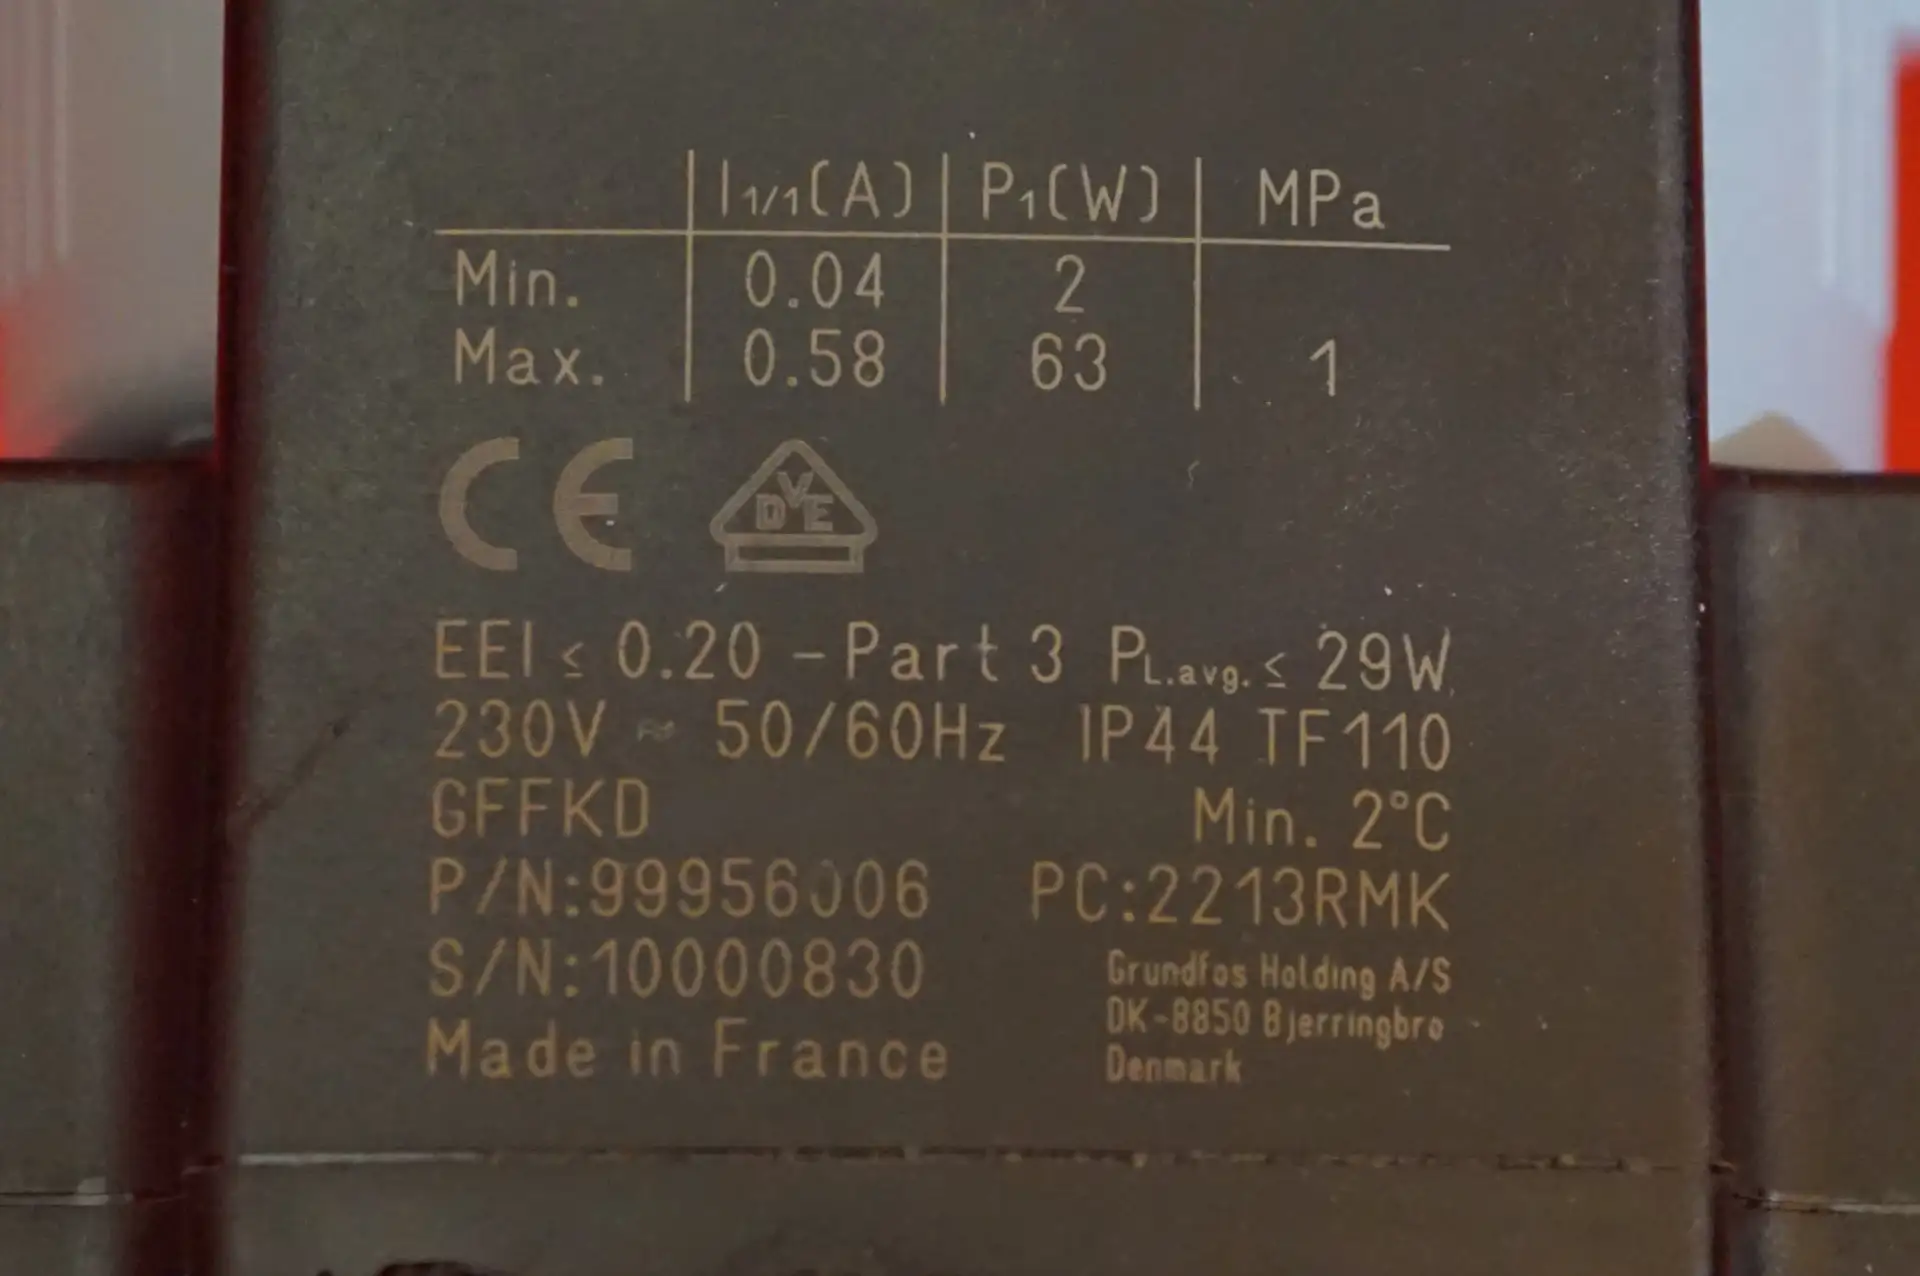 I1/1(A) P1(W) MPa
Min. 0.04 2
Max. 0.58 63 1
CE VDE
EEI ≤ 0.20 – Part 3 PL.avg. ≤ 29W
230V ~ 50/60Hz IP44 TF110
GFFKD Min. 2°C
P/N:99956006 PC:2213RMK
S/N:10000830
Grundfos Holding A/S
DK-8850 Bjerringbro
Denmark
Made in France